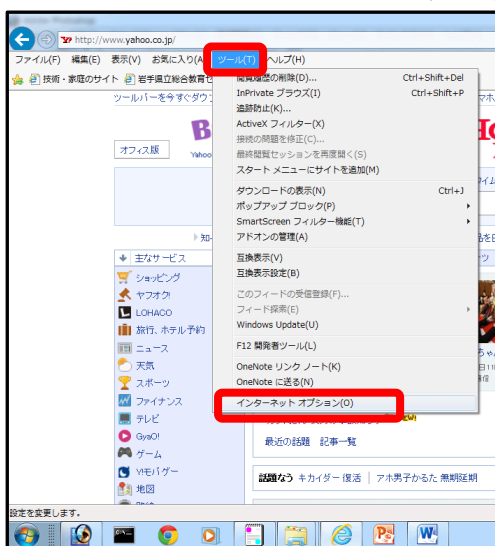 http://www.yahoo.co.jp/
ファイル(F) 編集(E) 表示(V) お気に入り(A) ツール(T) ヘルプ(H)
技術・家庭のサイト 岩手県立総合教育セ
ツールバーを今すぐダウ
閲覧履歴の削除(D)... Ctrl+Shift+Del
InPrivate ブラウズ(I) Ctrl+Shift+P
追跡防止(K)...
ActiveX フィルター(X)
接続の問題を修正(C)...
最終閲覧セッションを再度開く(S)
スタート メニューにサイトを追加(M)
ダウンロードの表示(N) Ctrl+J
ポップアップ ブロック(P)
SmartScreen フィルター機能(T)
アドオンの管理(A)
互換表示(V)
互換表示設定(B)
このフィードの受信登録(F)...
フィード探索(E)
Windows Update(U)
F12 開発者ツール(L)
OneNote リンク ノート(K)
OneNote に送る(N)
インターネット オプション(O)
オフィス版
Yahoo
主なサービス
ショッピング
ヤフオク!
LOHACO
旅行、ホテル予約
ニュース
天気
スポーツ
ファイナンス
テレビ
GyaO!
ゲーム
Y!モバゲー
地図
最近の話題 記事一覧
話題なう キカイダー復活 | アホ男子かるた 無期延期
設定を変更します。